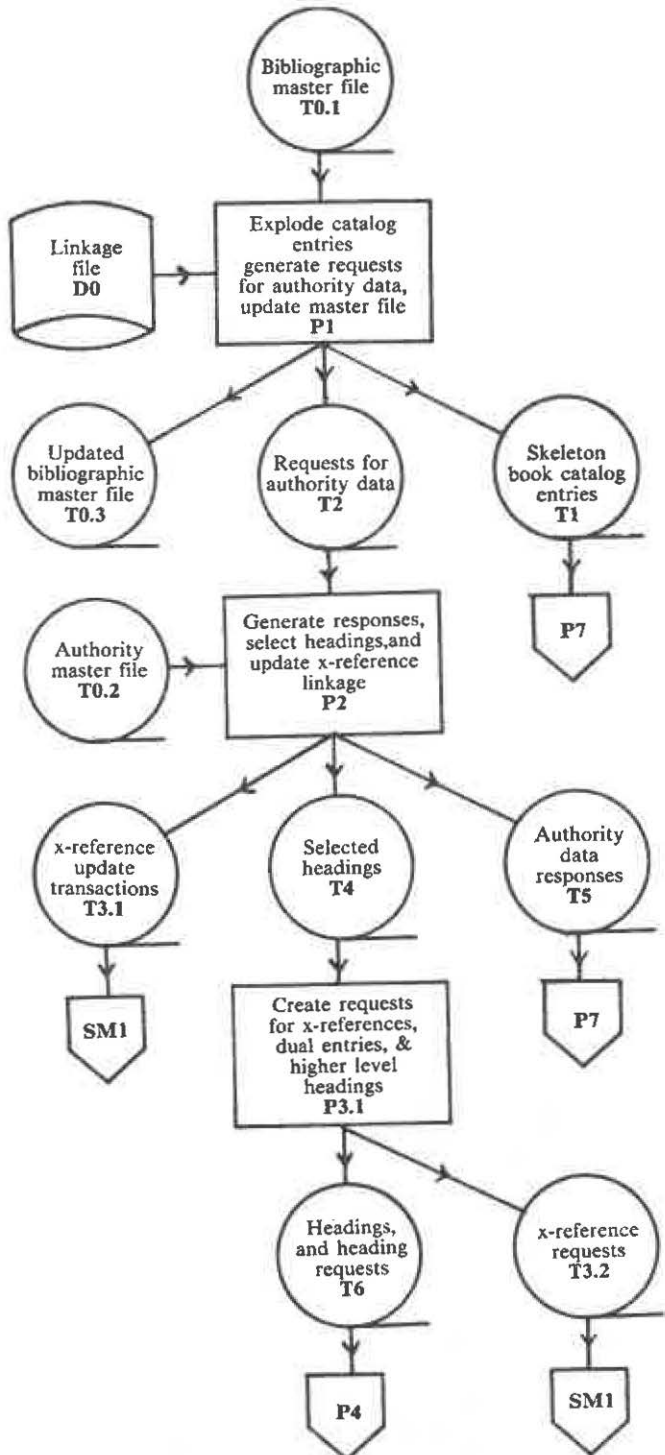 Bibliographic
master file
T0.1
Linkage
file
D0
Explode catalog
entries
generate requests
for authority data,
update master file
P1
Updated
bibliographic
master file
T0.3
Requests for
authority data
T2
Skeleton
book catalog
entries
T1
P7
Authority
master file
T0.2
Generate responses,
select headings,and
update x-reference
linkage
P2
x-reference
update
transactions
T3.1
Selected
headings
T4
Authority
data
responses
T5
SM1
Create requests
for x-references,
dual entries, &
higher level
headings
P3.1
P7
Headings,
and heading
requests
T6
x-reference
requests
T3.2
P4
SM1